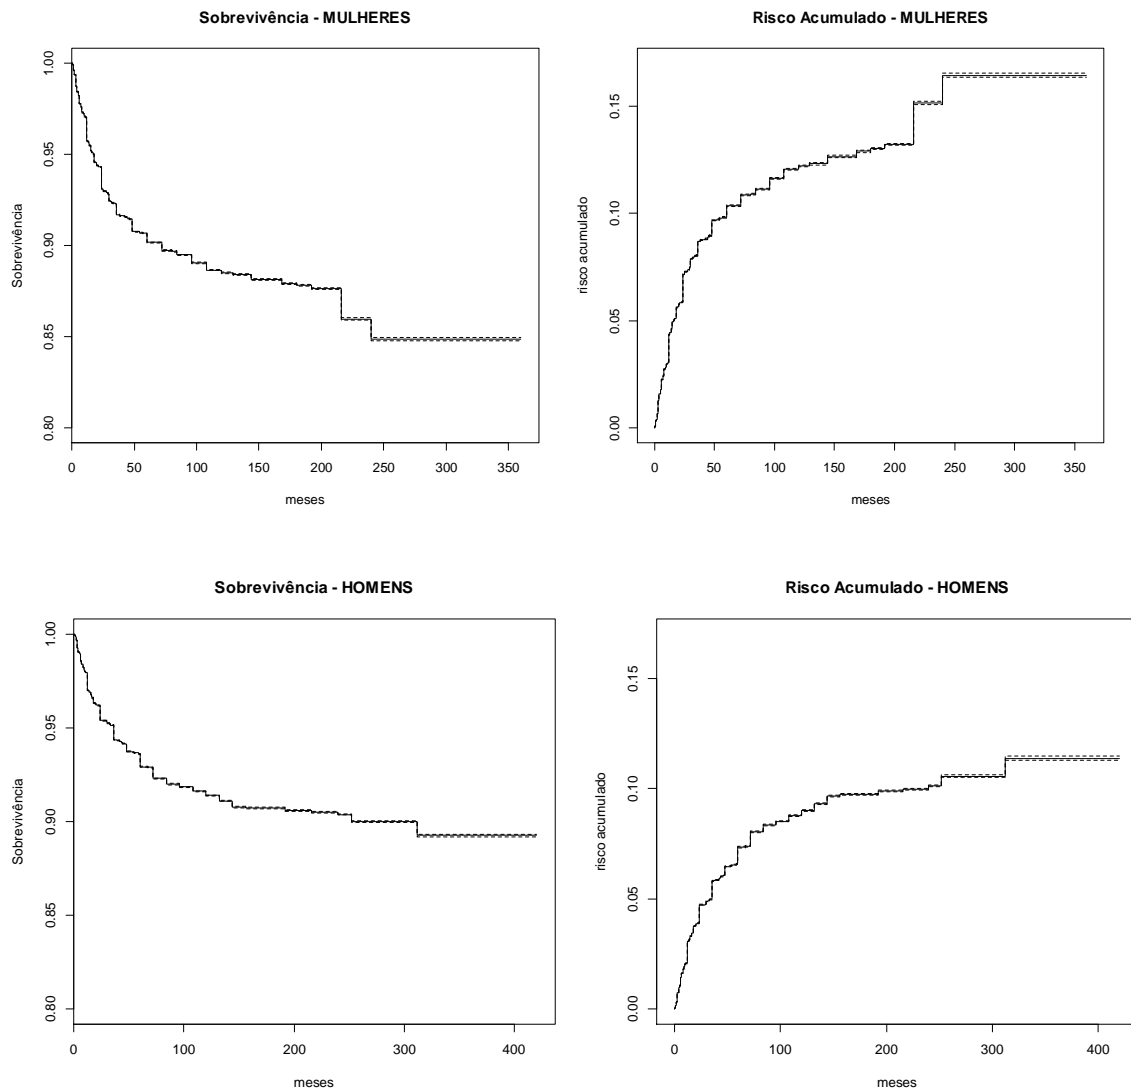 Sobrevivência - MULHERES
Sobrevivência
1.00
0.95
0.90
0.85
0.80
0 50 100 150 200 250 300 350
meses
Risco Acumulado - MULHERES
risco acumulado
0.15
0.10
0.05
0.00
0 50 100 150 200 250 300 350
meses
Sobrevivência - HOMENS
Sobrevivência
1.00
0.95
0.90
0.85
0.80
0 100 200 300 400
meses
Risco Acumulado - HOMENS
risco acumulado
0.15
0.10
0.05
0.00
0 100 200 300 400
meses